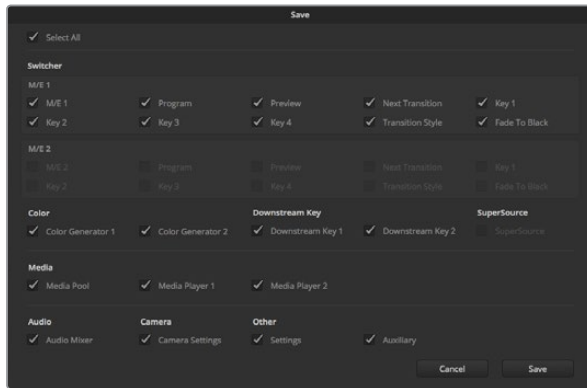 Save
Select All
Switcher
M/E 1
M/E 1 Program Preview Next Transition Key 1
Key 2 Key 3 Key 4 Transition Style Fade To Black
M/E 2
M/E 2 Program Preview Next Transition Key 1
Key 2 Key 3 Key 4 Transition Style Fade To Black
Color Downstream Key SuperSource
Color Generator 1 Color Generator 2 Downstream Key 1 Downstream Key 2 SuperSource
Media
Media Pool Media Player 1 Media Player 2
Audio Camera Other
Audio Mixer Camera Settings Settings Auxiliary
Cancel Save